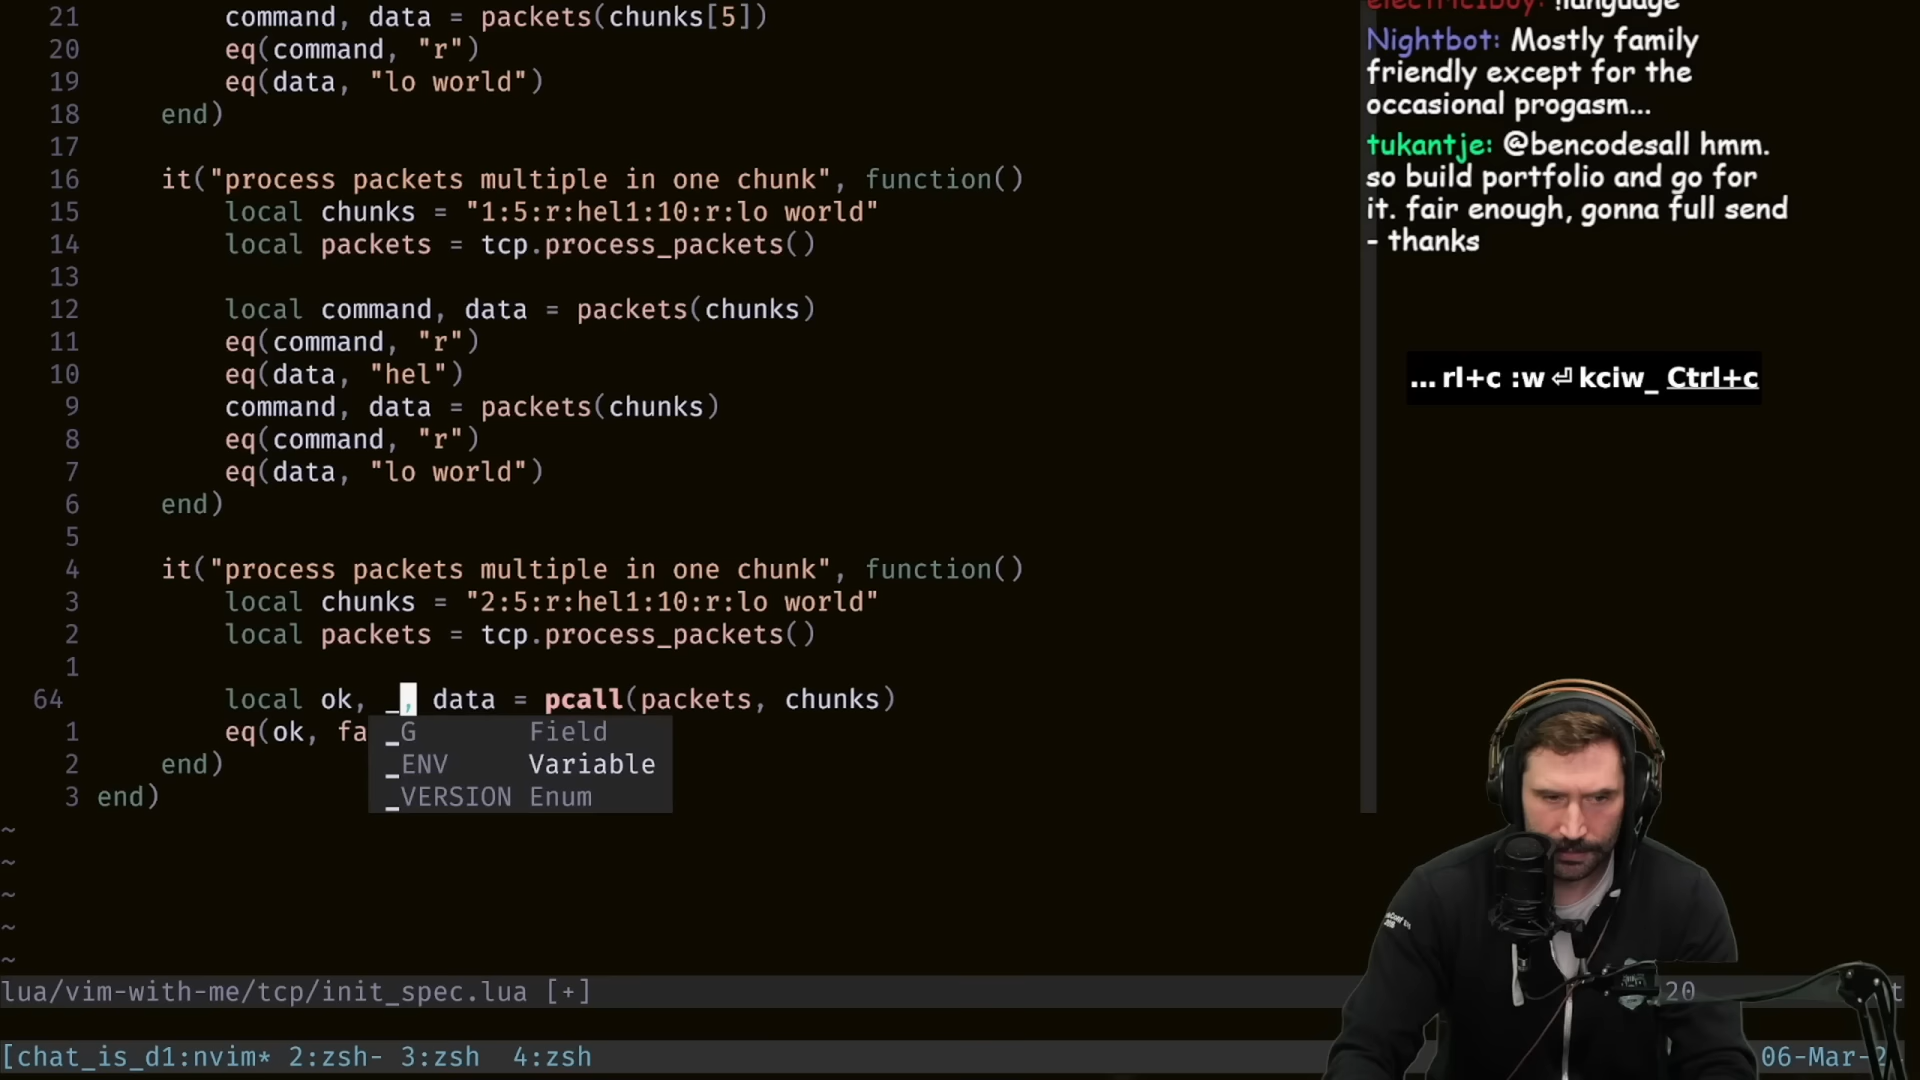 21 command, data = packets(chunks[5])
20 eq(command, "r")
19 eq(data, "lo world")
18 end)
17
16 it("process packets multiple in one chunk", function()
15 local chunks = "1:5:r:hel1:10:r:lo world"
14 local packets = tcp.process_packets()
13
12 local command, data = packets(chunks)
11 eq(command, "r")
10 eq(data, "hel")
9 command, data = packets(chunks)
8 eq(command, "r")
7 eq(data, "lo world")
6 end)
5
4 it("process packets multiple in one chunk", function()
3 local chunks = "2:5:r:hel1:10:r:lo world"
2 local packets = tcp.process_packets()
1
64 local ok, _, data = pcall(packets, chunks)
1 eq(ok, fa
_G Field
2 end)
_ENV Variable
3 end)
_VERSION Enum
~
~
~
~
~
lua/vim-with-me/tcp/init_spec.lua [+]
20
[chat_is_d1:nvim* 2:zsh- 3:zsh 4:zsh
06-Mar-2
electric1boy: !language
Nightbot: Mostly family
friendly except for the
occasional progasm...
tukantje: @bencodesall hmm.
so build portfolio and go for
it. fair enough, gonna full send
- thanks
... rl+c :w ⏎ kciw_ Ctrl+c